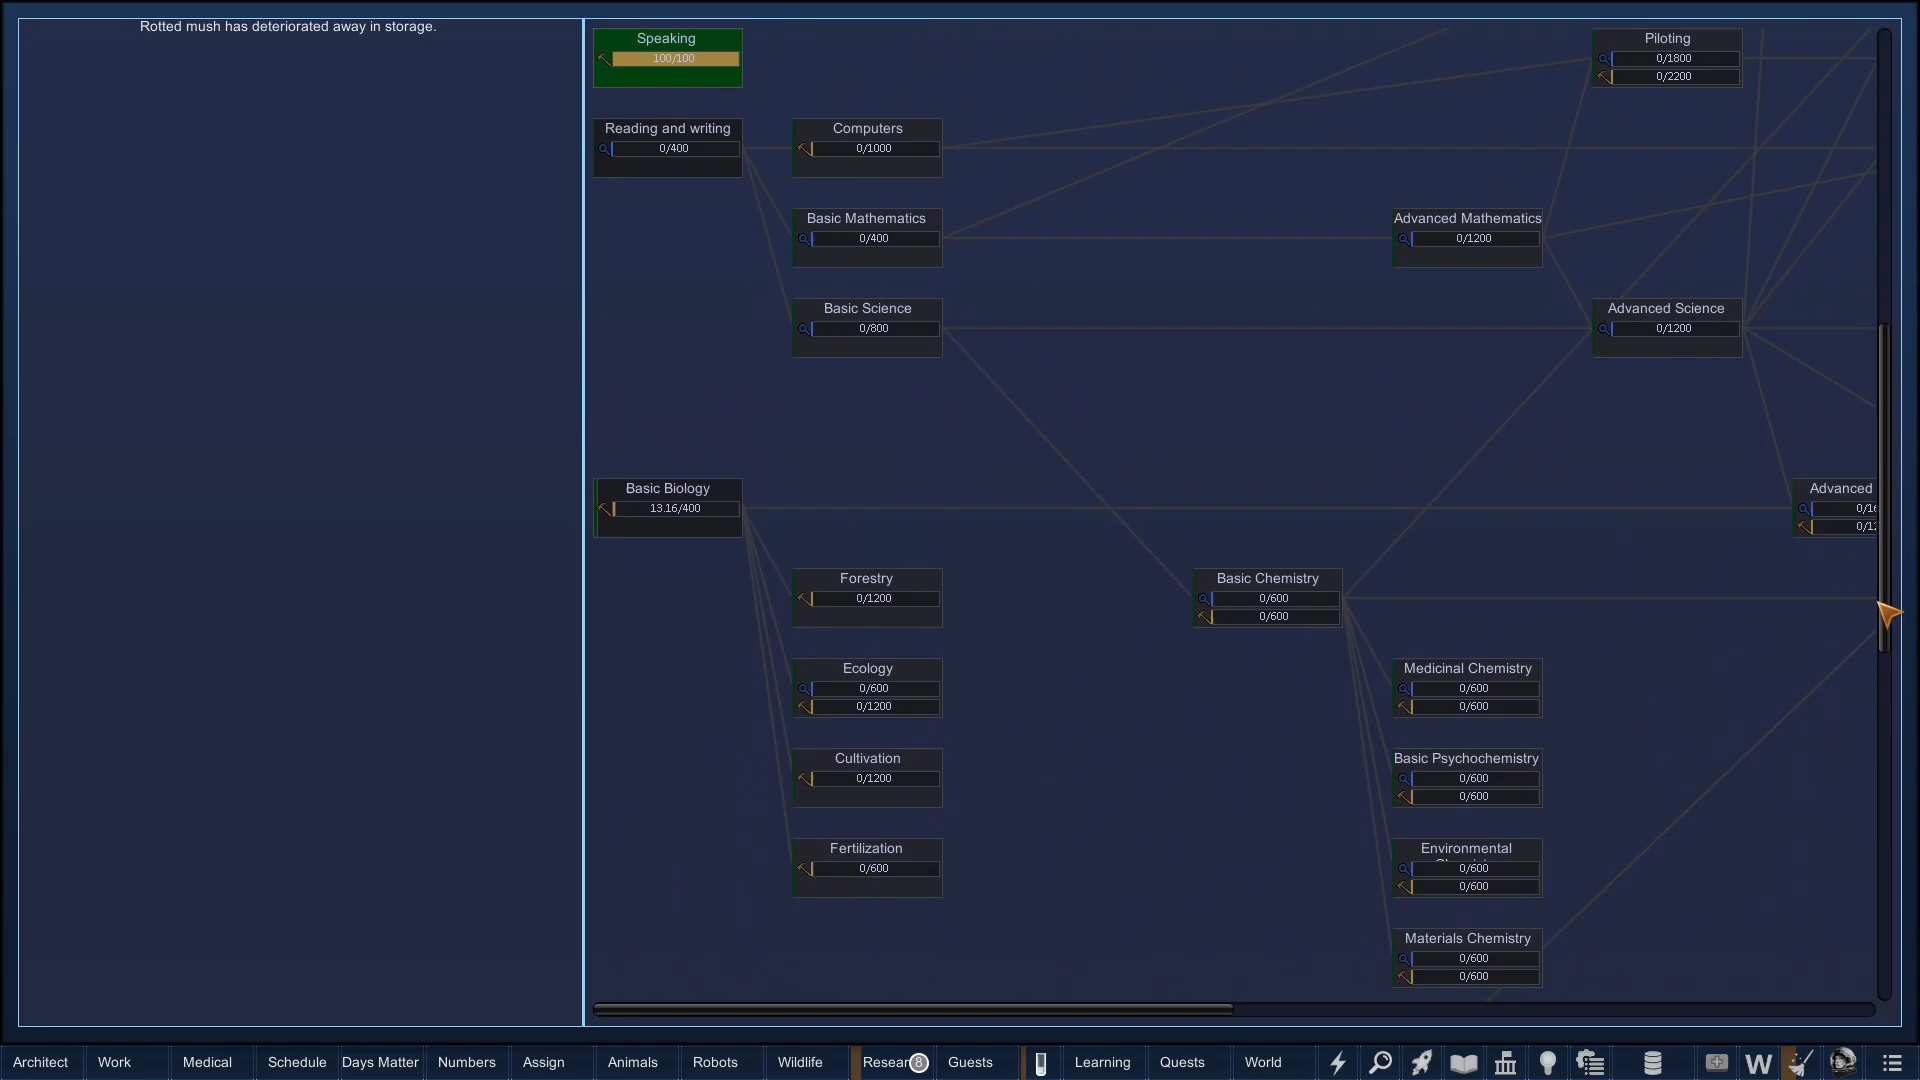 Rotted mush has deteriorated away in storage.
Speaking
100/100
Piloting
0/1800
0/2200
Reading and writing
0/400
Computers
0/1000
Basic Mathematics
0/400
Advanced Mathematics
0/1200
Basic Science
0/800
Advanced Science
0/1200
Basic Biology
13.16/400
Advanced
Forestry
0/1200
Basic Chemistry
0/600
0/600
Ecology
0/600
0/1200
Medicinal Chemistry
0/600
0/600
Cultivation
0/1200
Basic Psychochemistry
0/600
0/600
Fertilization
0/600
Environmental
0/600
0/600
Materials Chemistry
0/600
0/600
Architect Work Medical Schedule Days Matter Numbers Assign Animals Robots Wildlife Resear 8 Guests Learning Quests World W